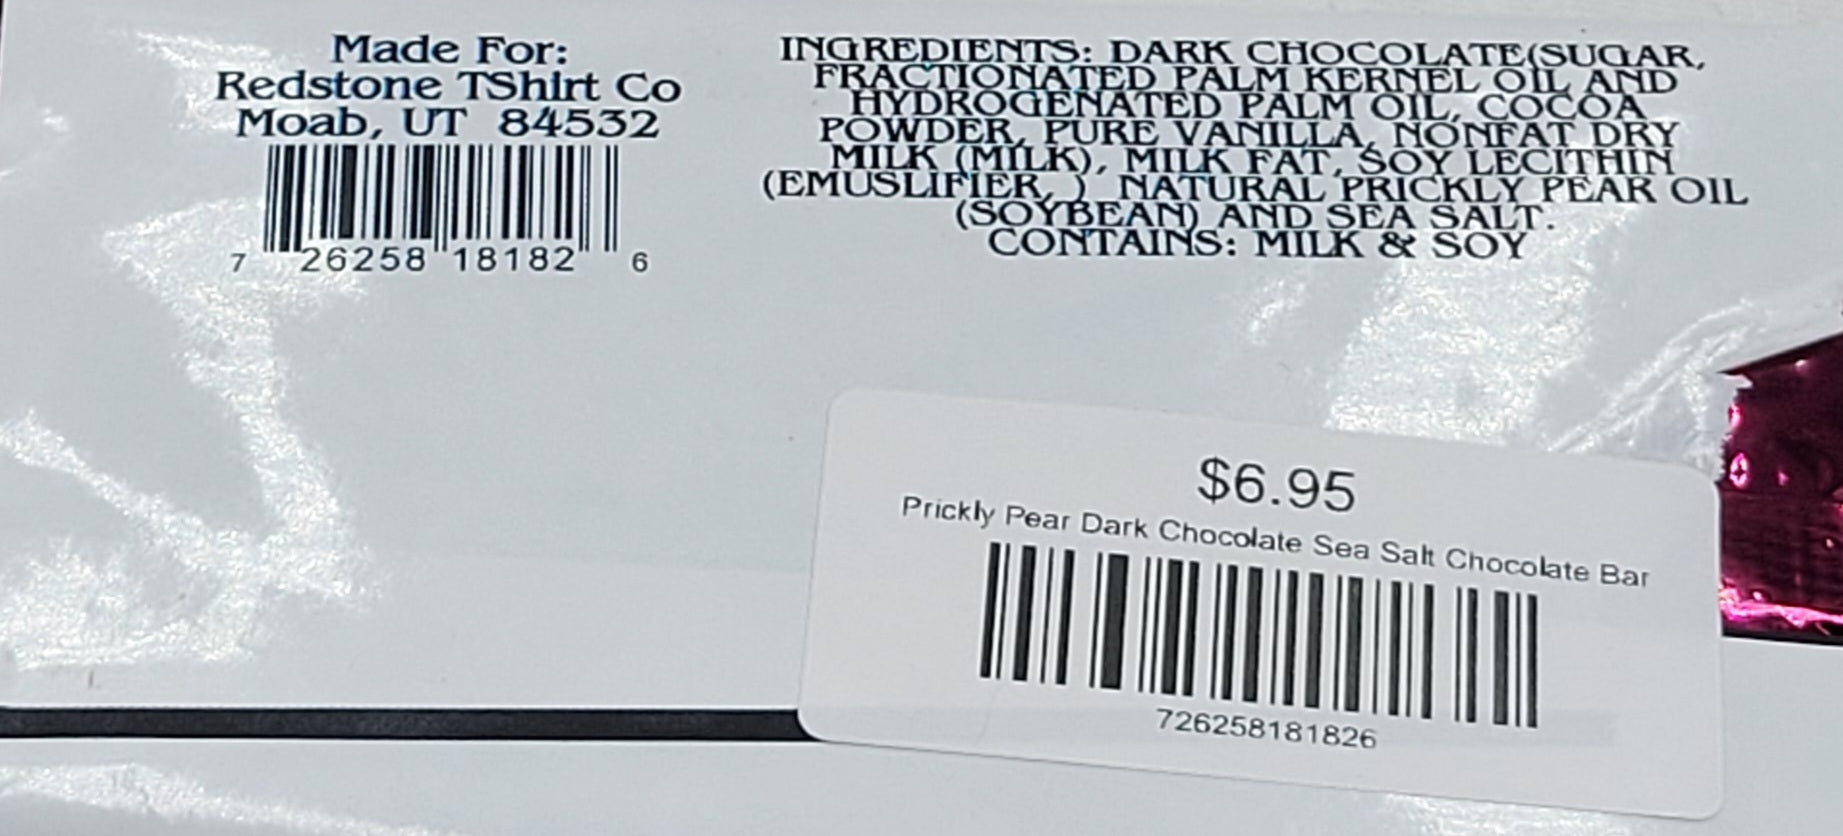 Made For:
Redstone TShirt Co
Moab, UT 84532
7 26258 18182 6
INGREDIENTS: DARK CHOCOLATE(SUGAR,
FRACTIONATED PALM KERNEL OIL AND
HYDROGENATED PALM OIL, COCOA
POWDER, PURE VANILLA, NONFAT DRY
MILK (MILK), MILK FAT, SOY LECITHIN
(EMUSLIFIER, ) NATURAL PRICKLY PEAR OIL
(SOYBEAN) AND SEA SALT.
CONTAINS: MILK & SOY
$6.95
Prickly Pear Dark Chocolate Sea Salt Chocolate Bar
726258181826